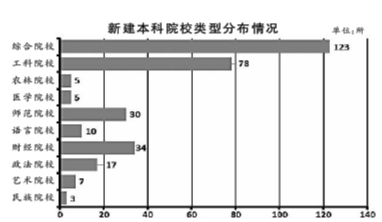 新建本科院校类型分布情况
单位:所
综合院校 123
工科院校 78
农林院校 5
医学院校 5
师范院校 30
语言院校 10
财经院校 34
政法院校 17
艺术院校 7
民族院校 3
0 20 40 60 80 100 120 140